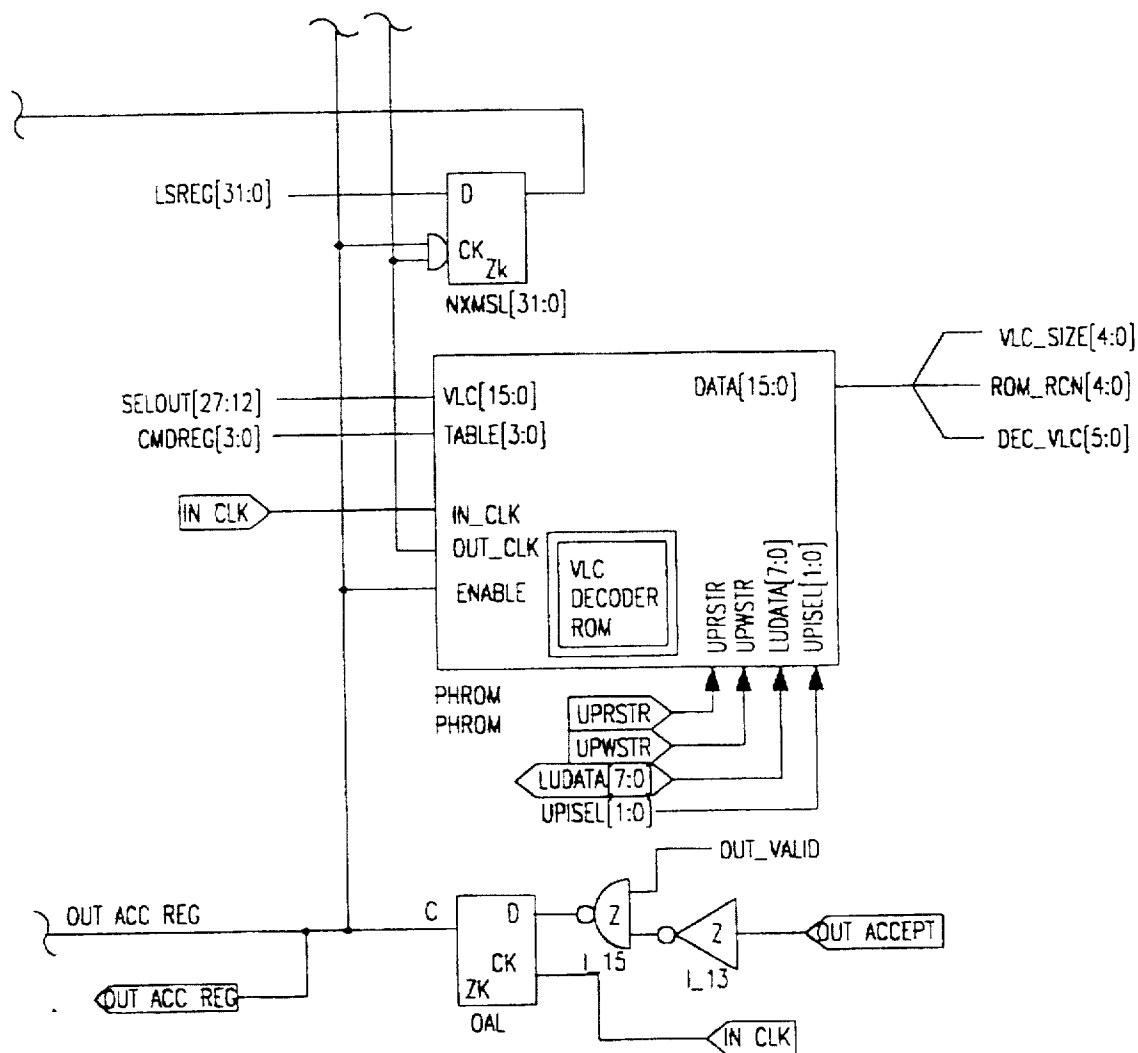 LSREG[31:0]
D
CK
Zk
NXMSL[31:0]
SELOUT[27:12]
VLC[15:0]
DATA[15:0]
VLC_SIZE[4:0]
ROM_RCN[4:0]
DEC_VLC[5:0]
CMDREG[3:0]
TABLE[3:0]
IN CLK
IN_CLK
OUT_CLK
ENABLE
VLC
DECODER
ROM
UPRSTR
UPWSTR
LUDATA[7:0]
UPISEL[1:0]
PHROM
PHROM
UPRSTR
UPWSTR
LUDATA[7:0]
UPISEL[1:0]
OUT_VALID
OUT ACC REG
C
D
Z
Z
OUT ACCEPT
CK
I_15
I_13
ZK
OUT ACC REG
OAL
IN CLK